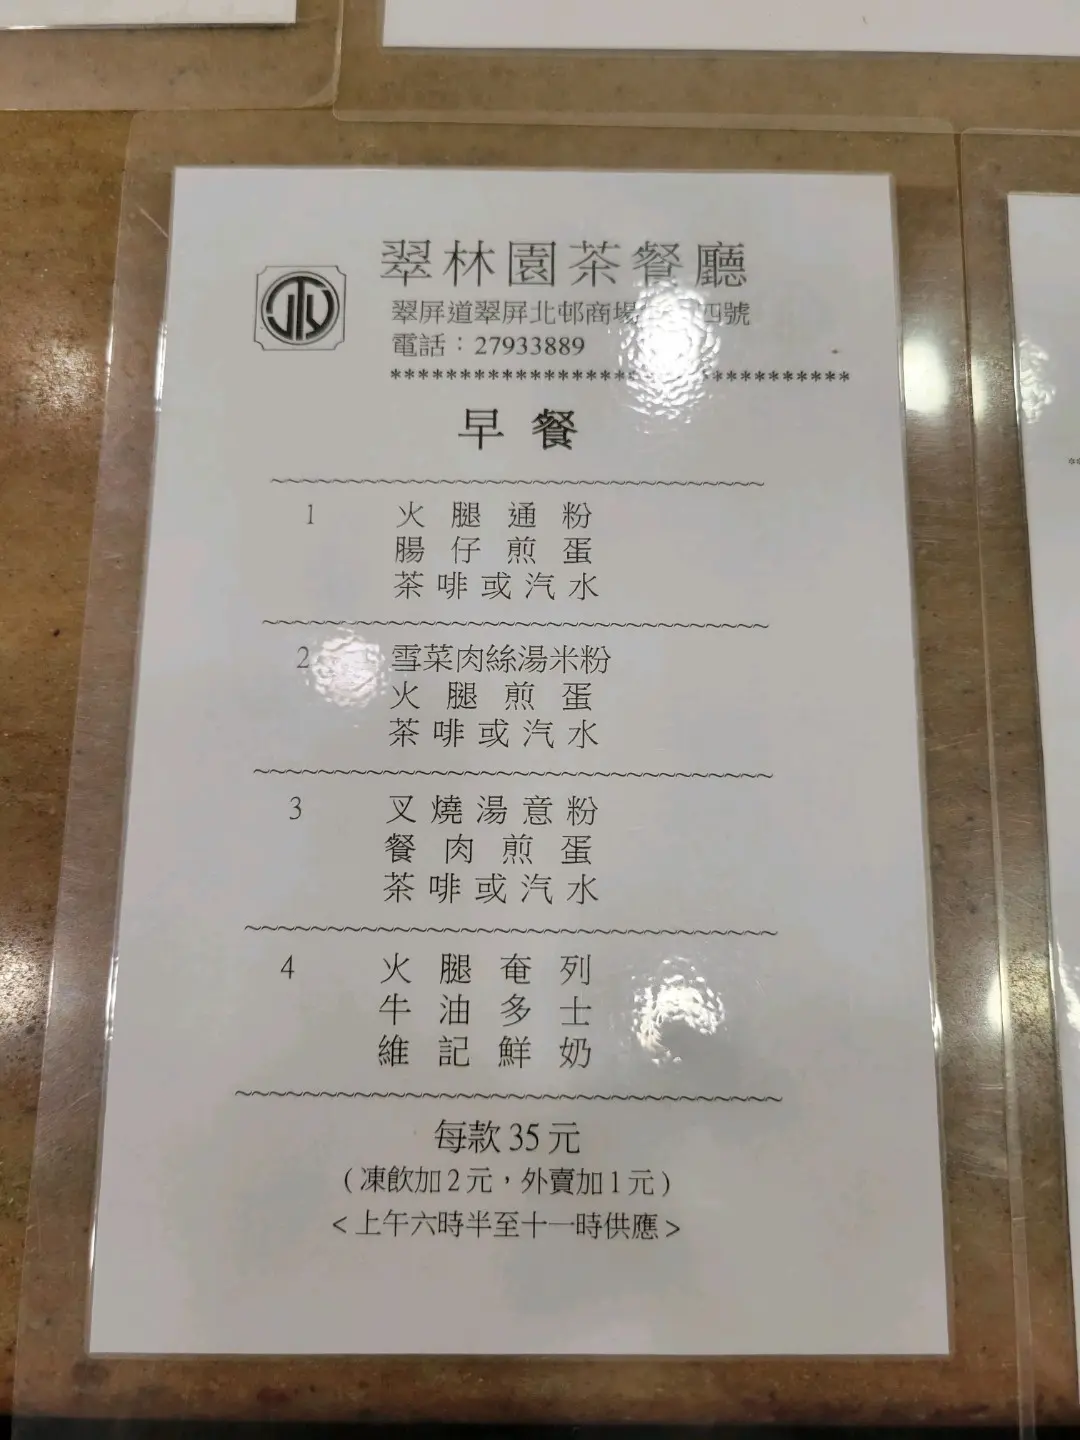 翠林園茶餐廳
翠屏道翠屏北邨商場 四號
電話：27933889
*********************************
早餐
1 火腿通粉
腸仔煎蛋
茶啡或汽水
2 雪菜肉絲湯米粉
火腿煎蛋
茶啡或汽水
3 叉燒湯意粉
餐肉煎蛋
茶啡或汽水
4 火腿奄列
牛油多士
維記鮮奶
每款35元
（凍飲加2元，外賣加1元）
<上午六時半至十一時供應>